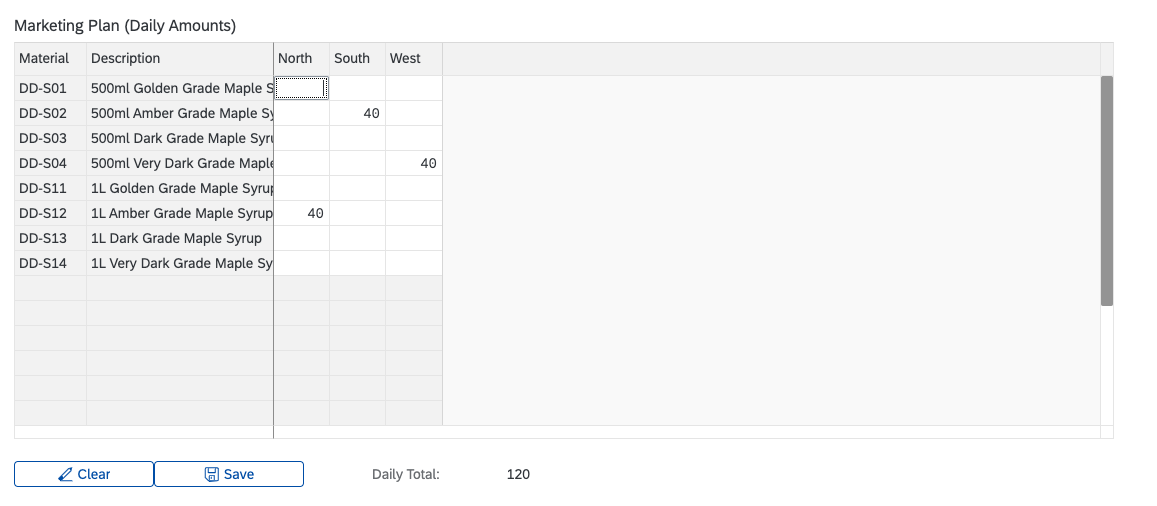 Marketing Plan (Daily Amounts)
Material Description North South West
DD-S01 500ml Golden Grade Maple S
DD-S02 500ml Amber Grade Maple Sy 40
DD-S03 500ml Dark Grade Maple Syru
DD-S04 500ml Very Dark Grade Maple 40
DD-S11 1L Golden Grade Maple Syrup
DD-S12 1L Amber Grade Maple Syrup 40
DD-S13 1L Dark Grade Maple Syrup
DD-S14 1L Very Dark Grade Maple Sy
Clear Save Daily Total: 120